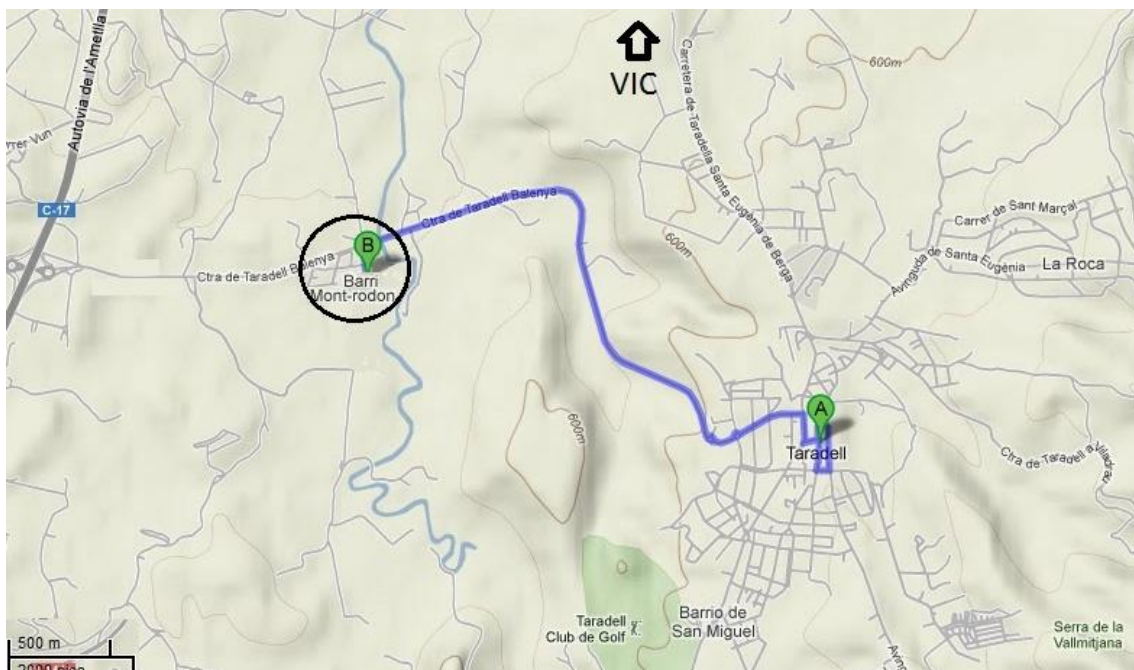 VIC
Autovia de l'Ametlla
600m
Carretera de Taradella Santa Eugènia de Berga
rrer Vun
C-17
Ctra de Taradell Balenya
Carrer de Sant Marçal
B
600m
Avinguda de Santa Eugènia
La Roca
Ctra de Taradell Balenya
Barri
Mont-rodon
A
600m
Taradell
Ctra de Taradell a Viladrau
Barrio de
San Miguel
Taradell
Club de Golf
Aving
Serra de la
Vallmitjana
500 m